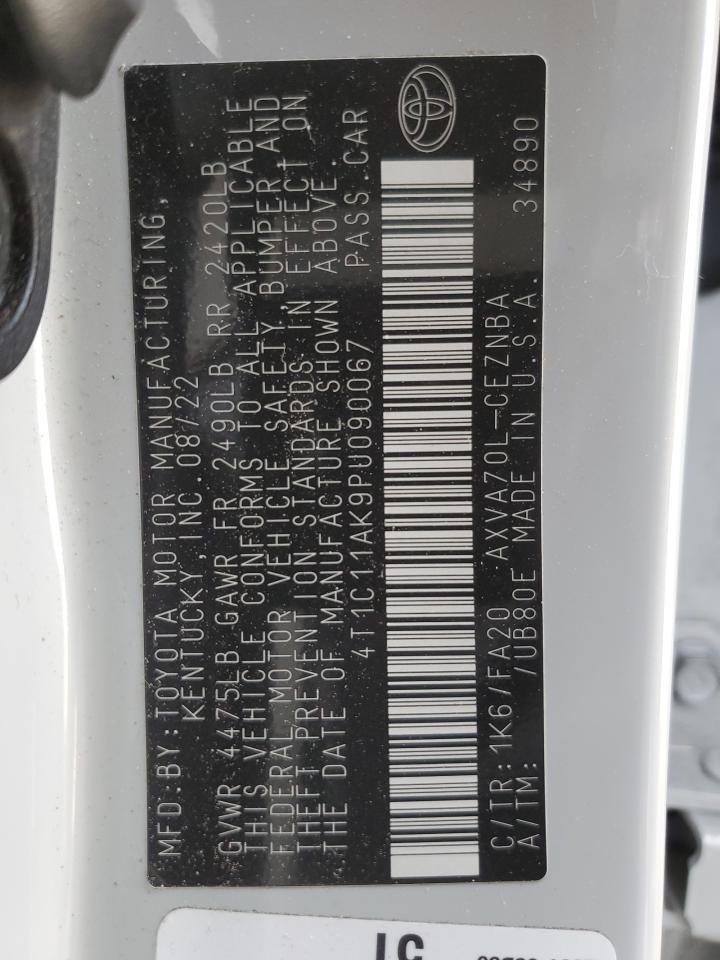 MFD.BY:TOYOTA MOTOR MANUFACTURING,
KENTUCKY, INC.08/22
GVWR 4475LB GAWR FR 2490LB RR 2420LB
THIS VEHICLE CONFORMS TO ALL APPLICABLE
FEDERAL MOTOR VEHICLE SAFETY, BUMPER, AND
THEFT PREVENTION STANDARDS IN EFFECT ON
THE DATE OF MANUFACTURE SHOWN ABOVE.
4T1C11AK9PU090067 PASS.CAR
C/TR:1K6/FA20 AXVA70L-CEZNBA
A/TM: /UB80E MADE IN U.S.A. 34890